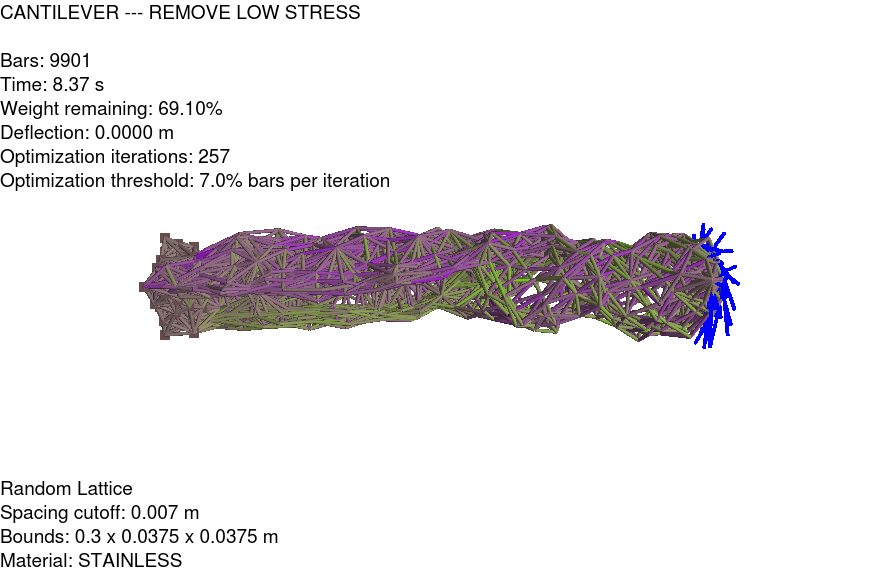 CANTILEVER --- REMOVE LOW STRESS
Bars: 9901
Time: 8.37 s
Weight remaining: 69.10%
Deflection: 0.0000 m
Optimization iterations: 257
Optimization threshold: 7.0% bars per iteration
Random Lattice
Spacing cutoff: 0.007 m
Bounds: 0.3 x 0.0375 x 0.0375 m
Material: STAINLESS